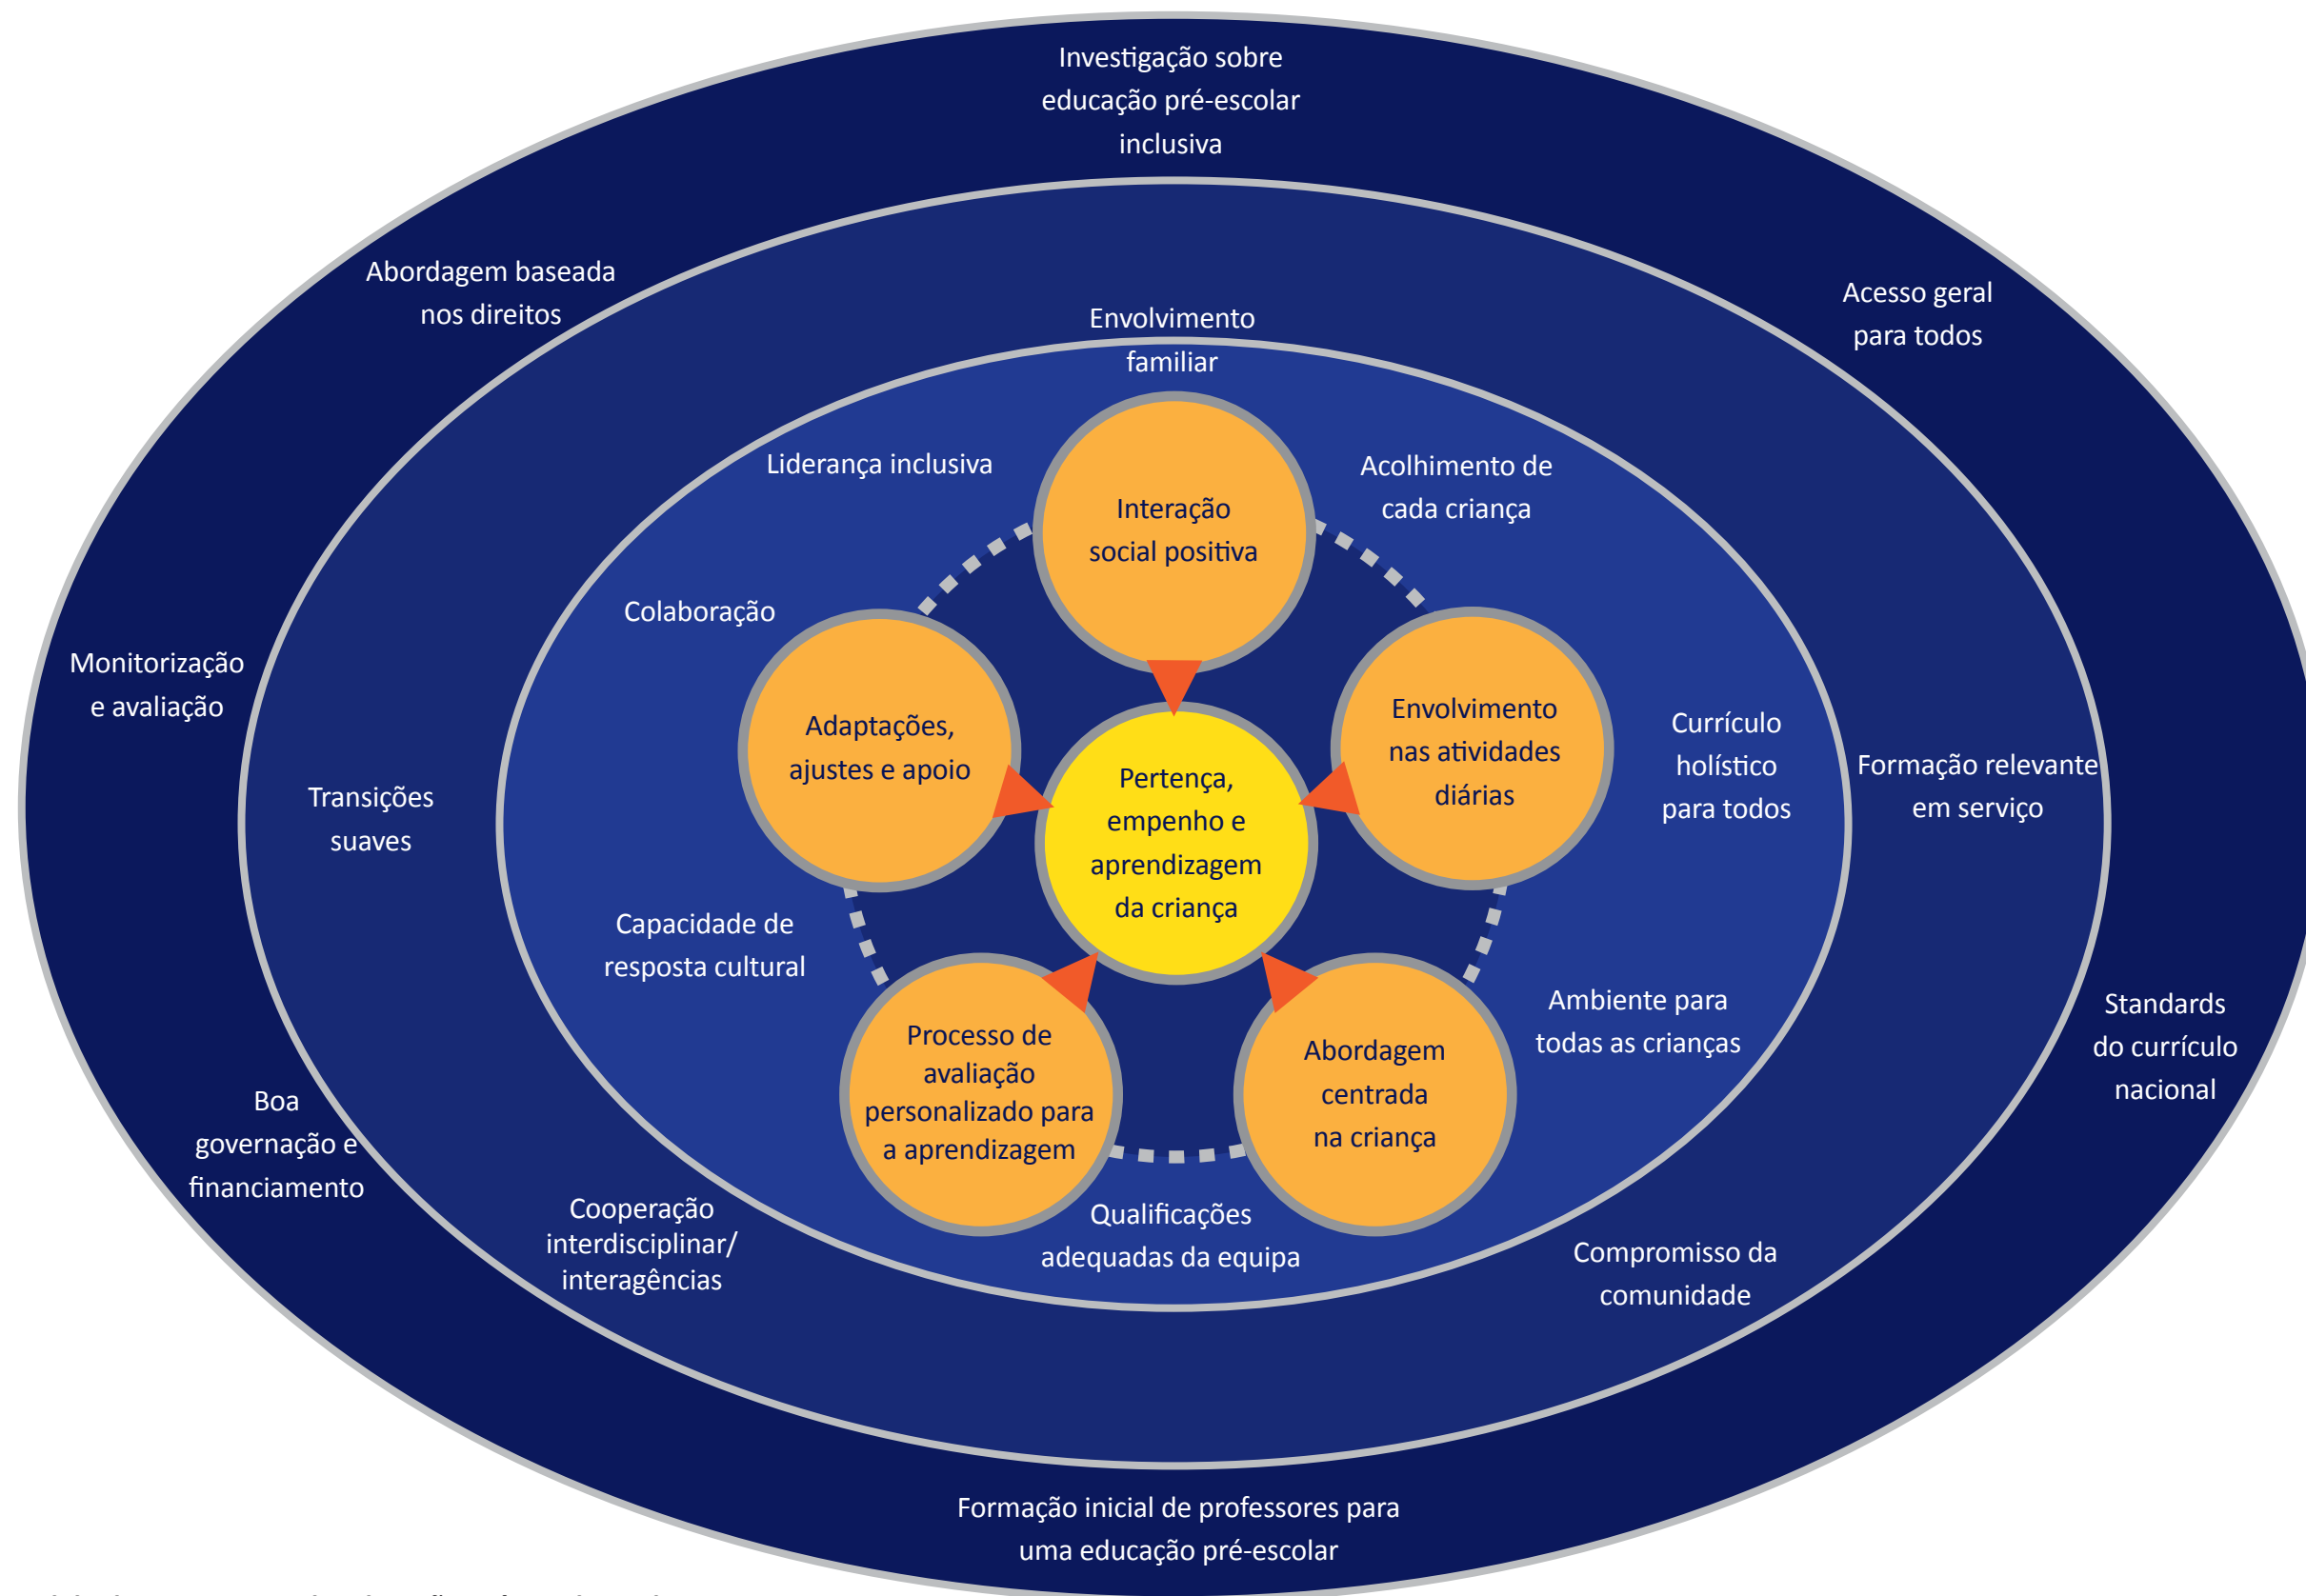 Investigação sobre
educação pré-escolar
inclusiva
Abordagem baseada
nos direitos
Acesso geral
para todos
Envolvimento
familiar
Liderança inclusiva
Acolhimento de
cada criança
Interação
social positiva
Colaboração
Monitorização
e avaliação
Adaptações,
ajustes e apoio
Envolvimento
nas atividades
diárias
Currículo
holístico
para todos
Formação relevante
em serviço
Transições
suaves
Pertença,
empenho e
aprendizagem
da criança
Capacidade de
resposta cultural
Ambiente para
todas as crianças
Standards
do currículo
nacional
Processo de
avaliação
personalizado para
a aprendizagem
Abordagem
centrada
na criança
Boa
governação e
financiamento
Cooperação
interdisciplinar/
interagências
Qualificações
adequadas da equipa
Compromisso da
comunidade
Formação inicial de professores para
uma educação pré-escolar